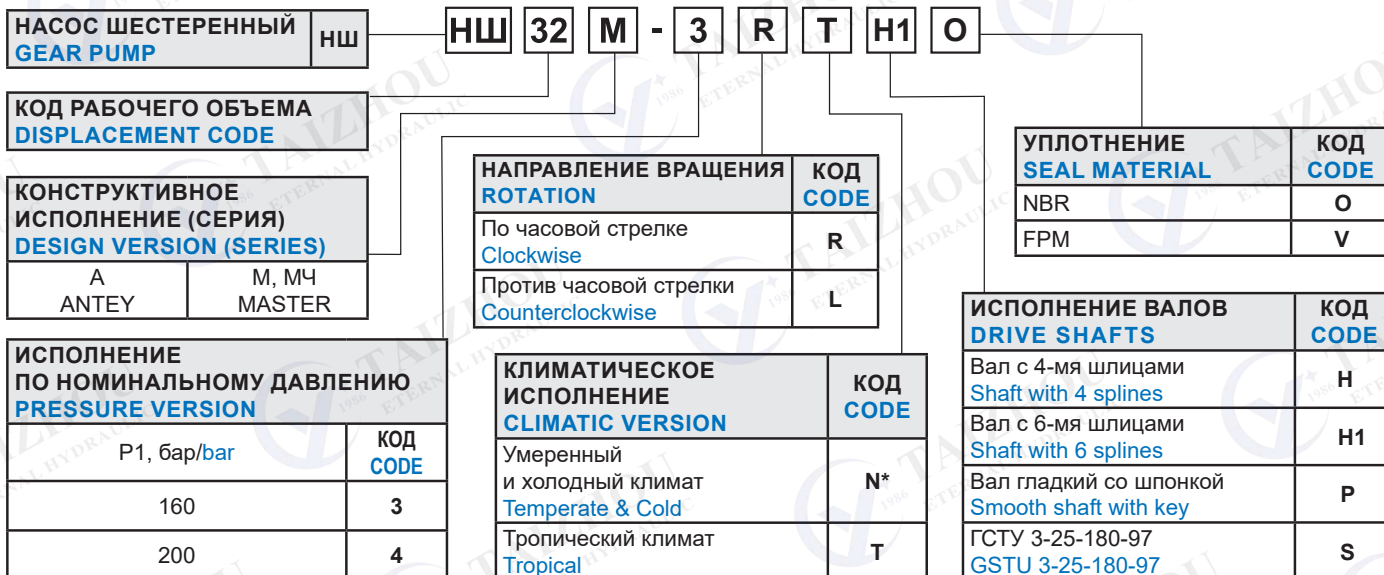 НАСОС ШЕСТЕРЕННЫЙ
GEAR PUMP
НШ
НШ 32 М - 3 R T H1 O
КОД РАБОЧЕГО ОБЪЕМА
DISPLACEMENT CODE
КОНСТРУКТИВНОЕ
ИСПОЛНЕНИЕ (СЕРИЯ)
DESIGN VERSION (SERIES)
А М, МЧ
ANTEY MASTER
ИСПОЛНЕНИЕ
ПО НОМИНАЛЬНОМУ ДАВЛЕНИЮ
PRESSURE VERSION
P1, бар/bar КОД
CODE
160 3
200 4
НАПРАВЛЕНИЕ ВРАЩЕНИЯ КОД
ROTATION CODE
По часовой стрелке
Clockwise
R
Против часовой стрелки
Counterclockwise
L
КЛИМАТИЧЕСКОЕ
ИСПОЛНЕНИЕ
CLIMATIC VERSION
КОД
CODE
Умеренный
и холодный климат
Temperate & Cold
N*
Тропический климат
Tropical
T
УПЛОТНЕНИЕ КОД
SEAL MATERIAL CODE
NBR O
FPM V
ИСПОЛНЕНИЕ ВАЛОВ КОД
DRIVE SHAFTS CODE
Вал с 4-мя шлицами
Shaft with 4 splines
H
Вал с 6-мя шлицами
Shaft with 6 splines
H1
Вал гладкий со шпонкой
Smooth shaft with key
P
ГСТУ 3-25-180-97
GSTU 3-25-180-97
S
TAIZHOU
1986 ETERNAL HYDRAULIC